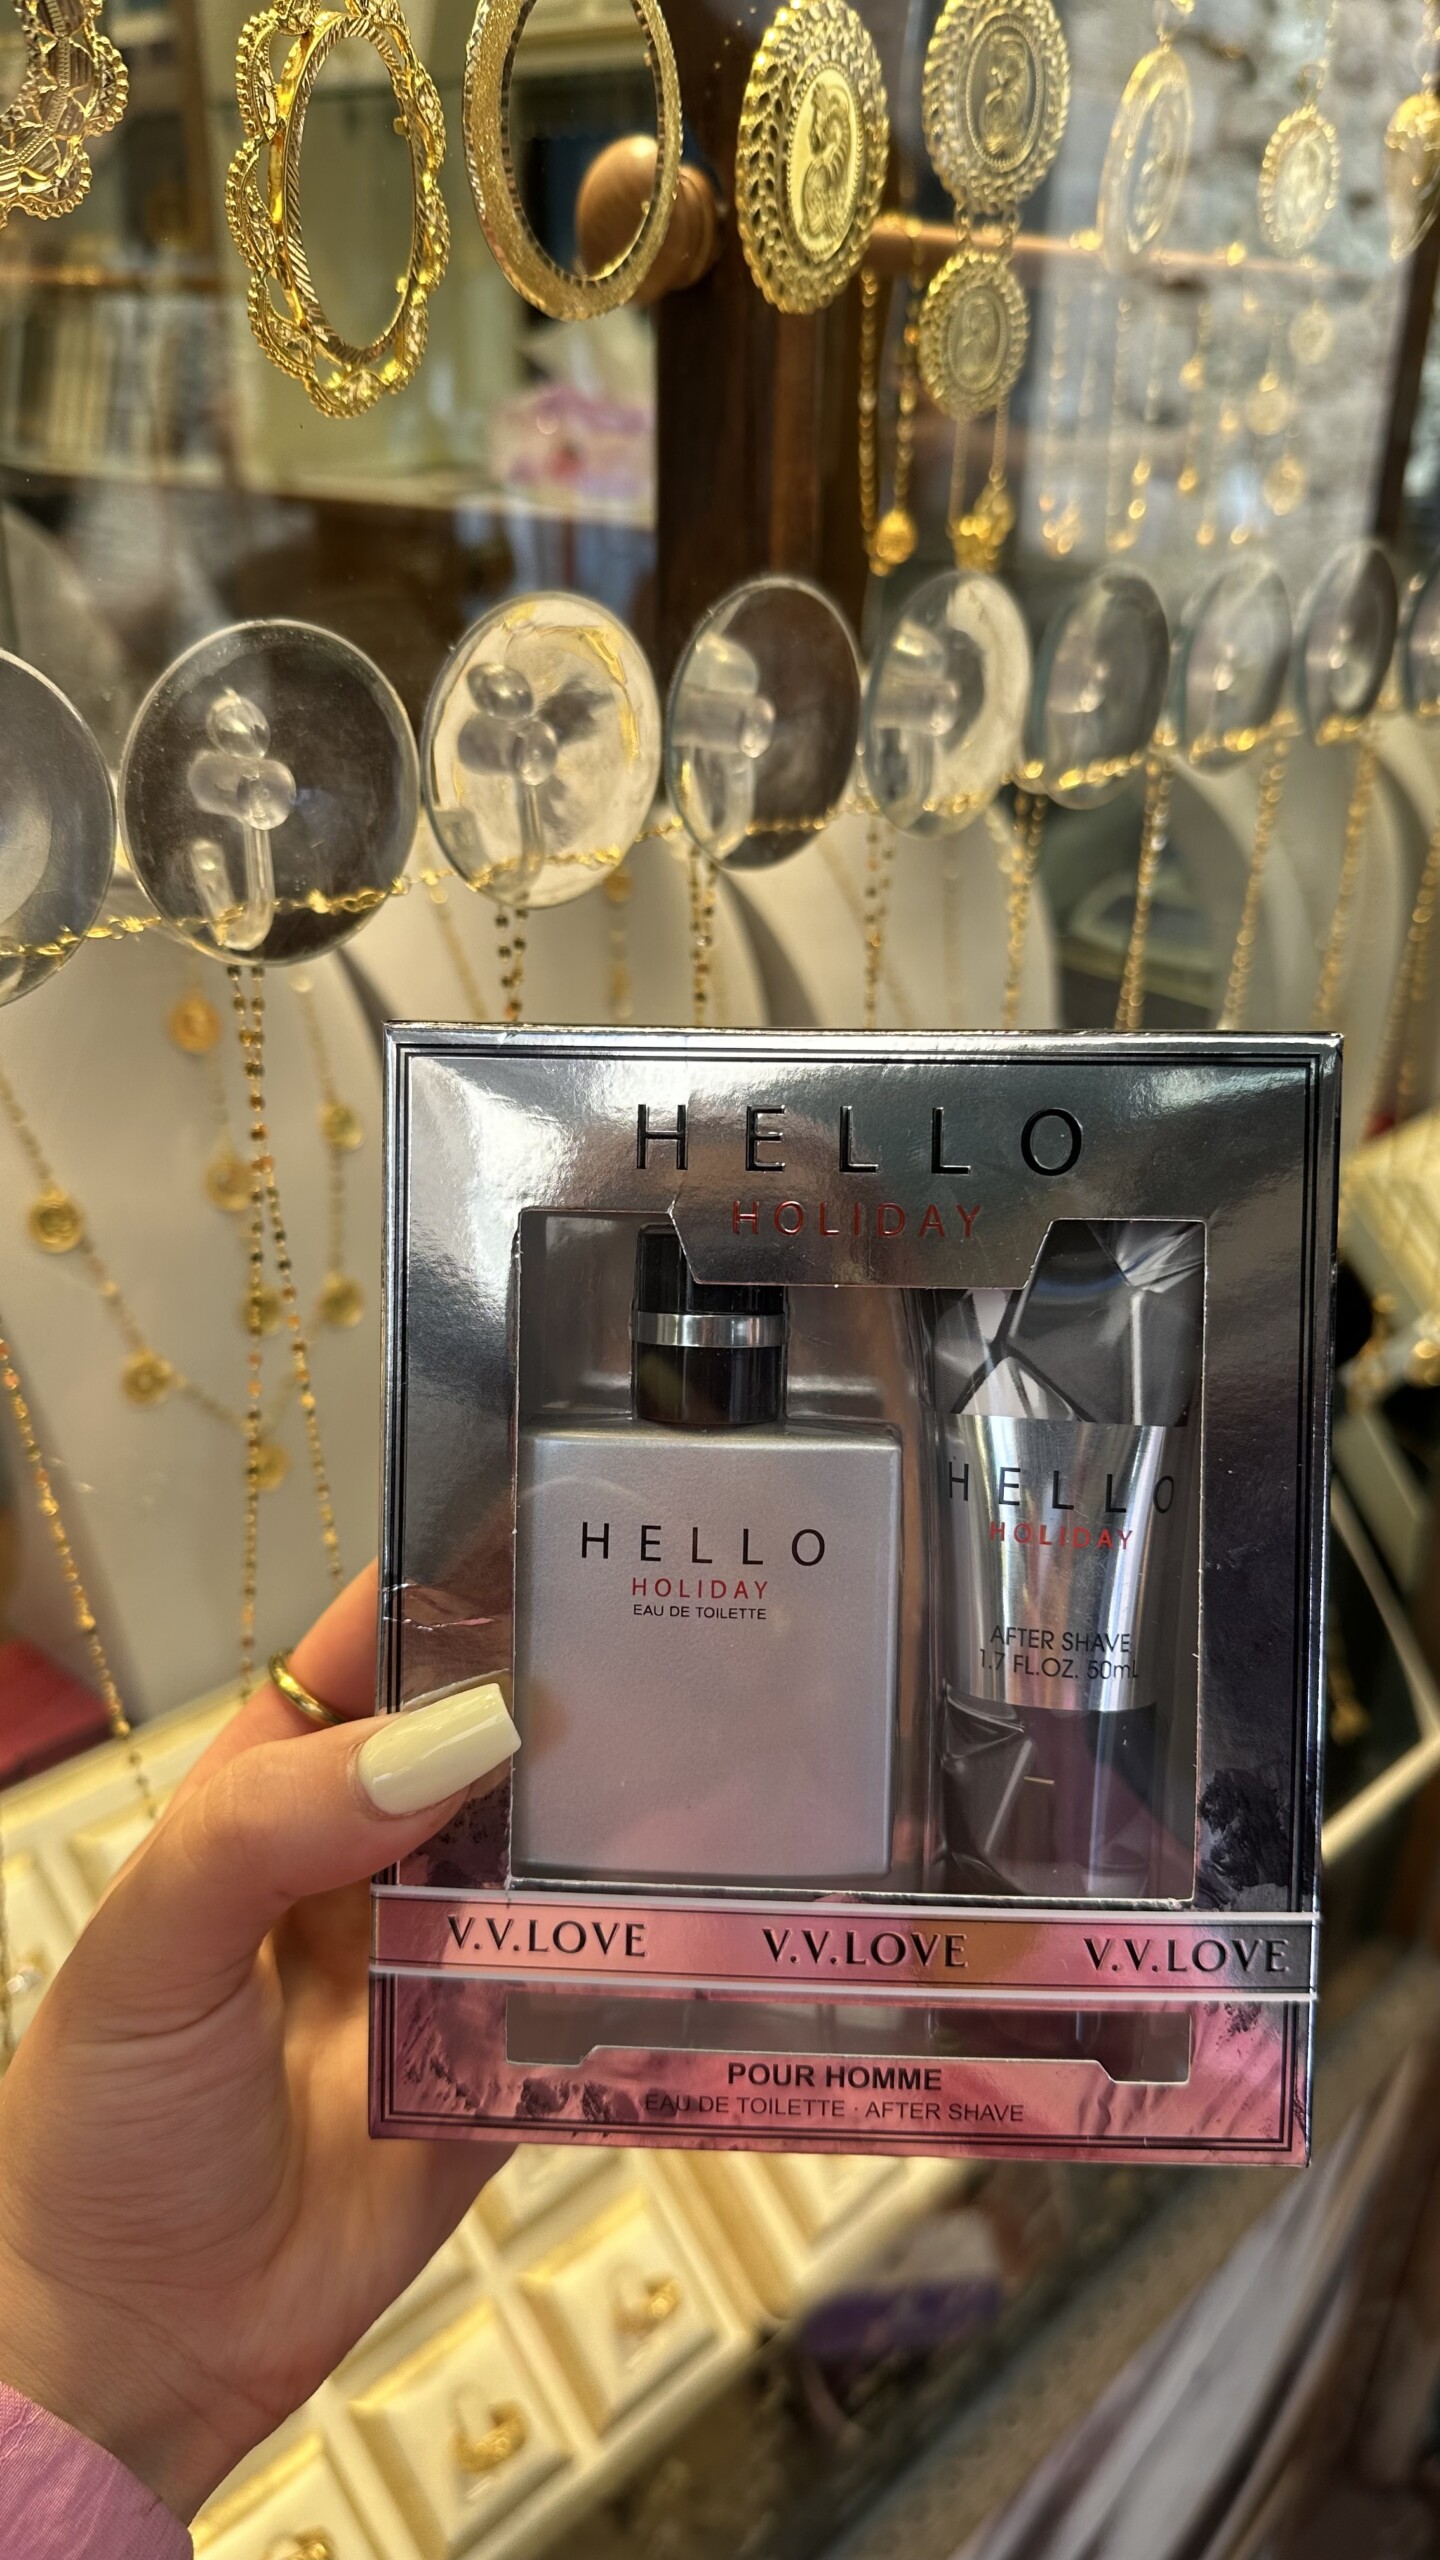 HELLO
HOLIDAY
HELLO
HOLIDAY
EAU DE TOILETTE
HELLO
HOLIDAY
AFTER SHAVE
1.7 FL.OZ. 50mL
V.V.LOVE V.V.LOVE V.V.LOVE
POUR HOMME
EAU DE TOILETTE · AFTER SHAVE